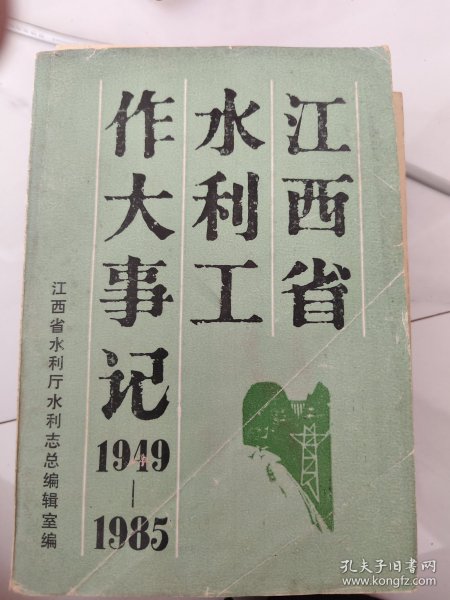 江西省
水利工
作大事记
1949
—
1985
江西省水利厅水利志总编辑室编
孔夫子旧书网
www.kongfz.com